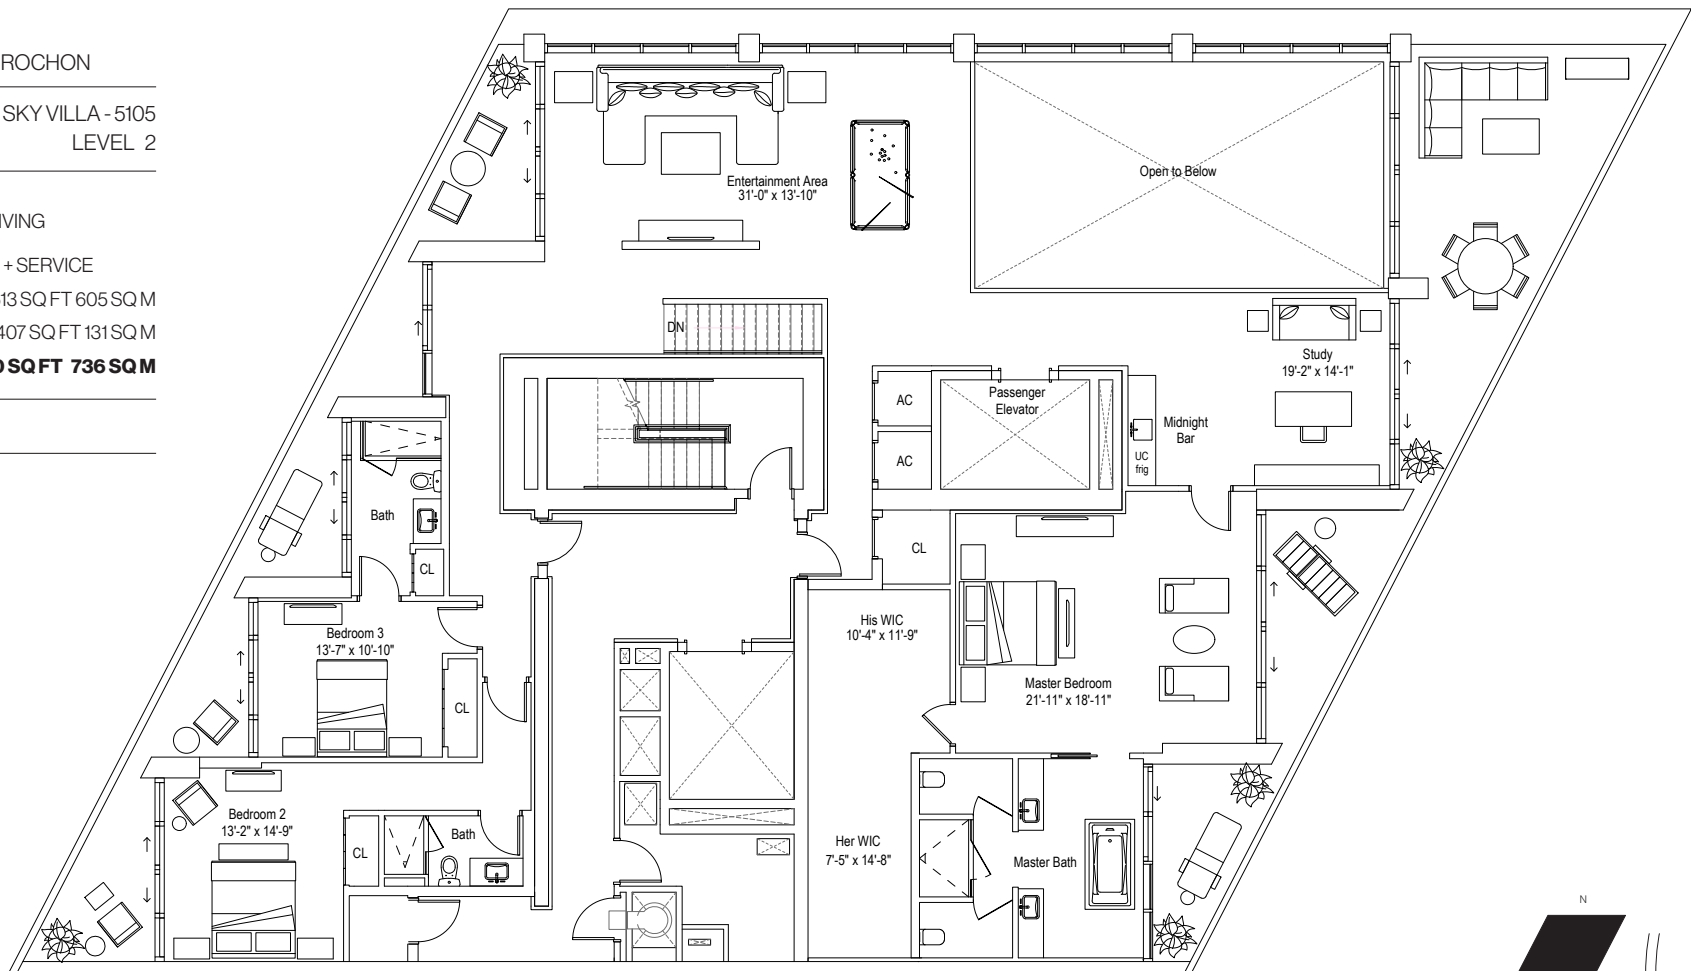 ROCHON
SKY VILLA - 5105
LEVEL 2
+ SERVICE
SQ FT 605 SQ M
SQ FT 131 SQ M
SQ FT 736 SQ M
Entertainment Area
31'-0" x 13'-10"
Open to Below
DN
Study
19'-2" x 14'-1"
Passenger
Elevator
AC
AC
Midnight
Bar
UC
frig
Bath
CL
CL
Bedroom 3
13'-7" x 10'-10"
CL
His WIC
10'-4" x 11'-9"
Master Bedroom
21'-11" x 18'-11"
Bedroom 2
13'-2" x 14'-9"
CL
Bath
Her WIC
7'-5" x 14'-8"
Master Bath
N